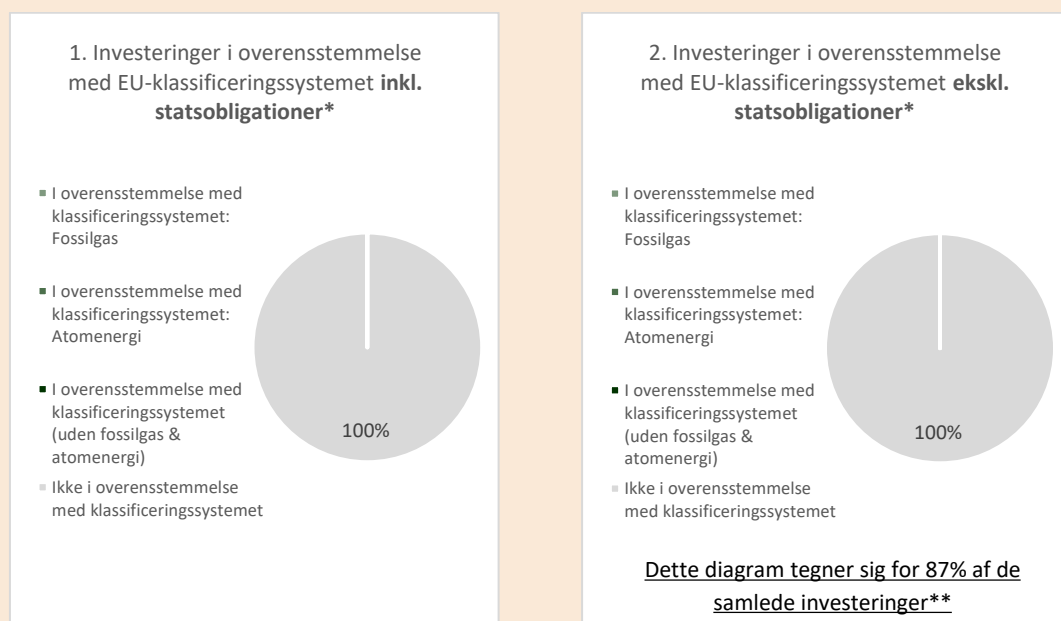 1. Investeringer i overensstemmelse
med EU-klassificeringssystemet inkl.
statsobligationer*
I overensstemmelse med
klassificeringssystemet:
Fossilgas
I overensstemmelse med
klassificeringssystemet:
Atomenergi
I overensstemmelse med
klassificeringssystemet
(uden fossilgas &
atomenergi)
Ikke i overensstemmelse
med klassificeringssystemet
100%
2. Investeringer i overensstemmelse
med EU-klassificeringssystemet ekskl.
statsobligationer*
I overensstemmelse med
klassificeringssystemet:
Fossilgas
I overensstemmelse med
klassificeringssystemet:
Atomenergi
I overensstemmelse med
klassificeringssystemet
(uden fossilgas &
atomenergi)
Ikke i overensstemmelse
med klassificeringssystemet
100%
Dette diagram tegner sig for 87% af de
samlede investeringer**